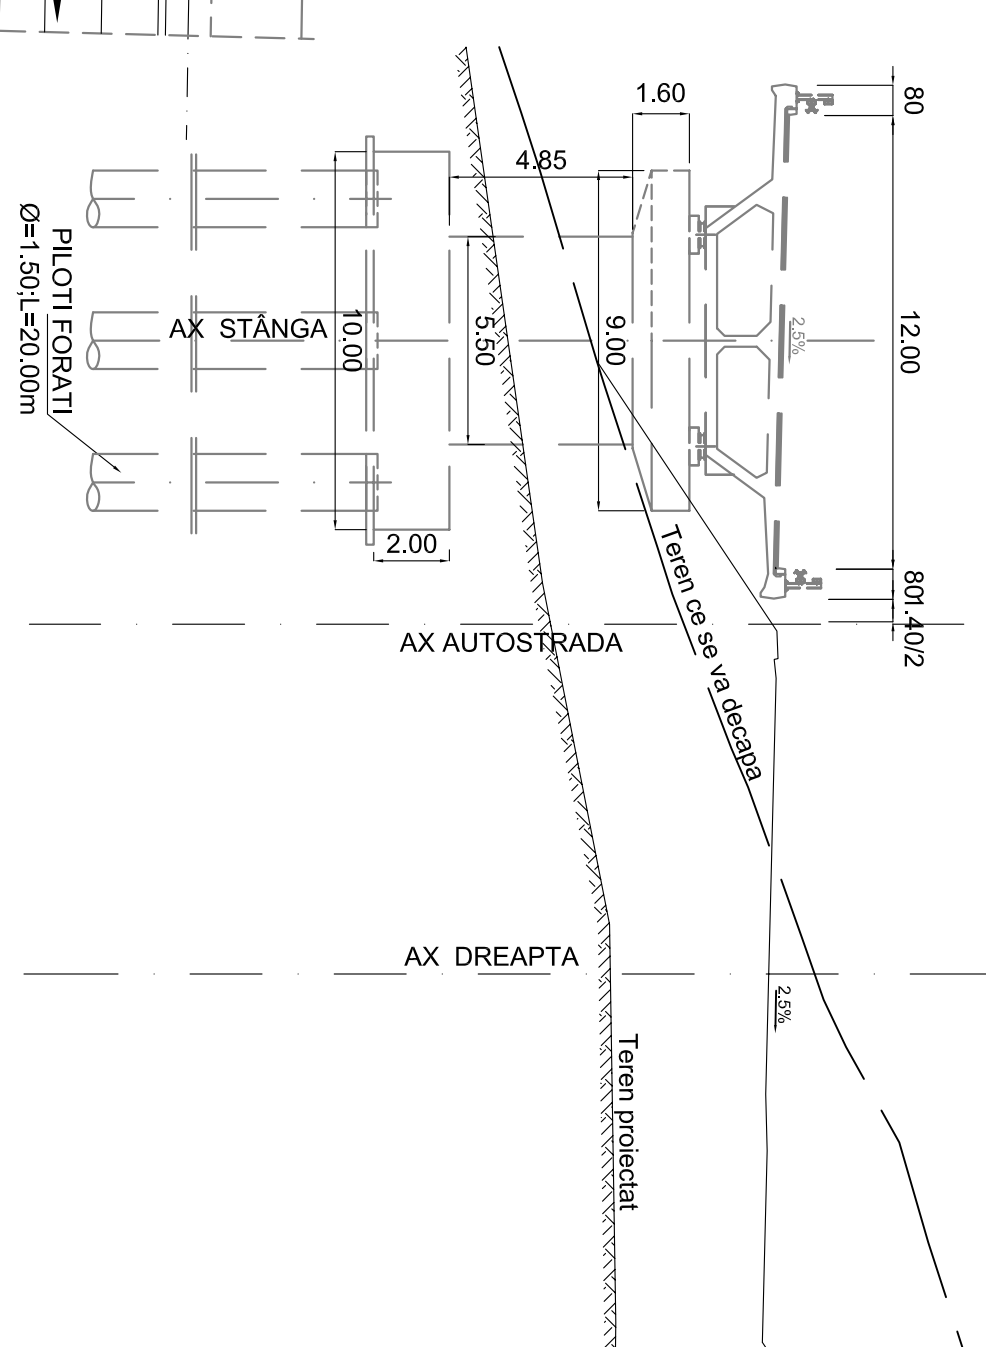 80
12.00
80
1.40/2
2.5%
1.60
4.85
9.00
5.50
10.00
2.00
AX STÂNGA
PILOTI FORATI
Ø=1.50;L=20.00m
Teren ce se va decapa
AX AUTOSTRADA
AX DREAPTA
2.5%
Teren proiectat